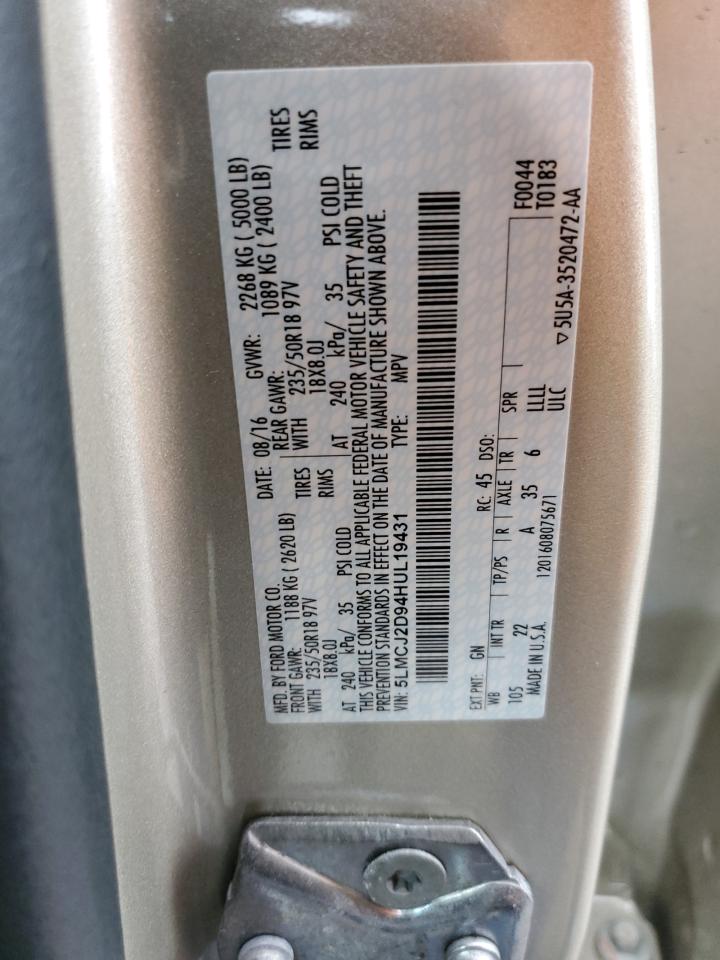 MFD. BY FORD MOTOR CO. DATE: 08/16 GVWR: 2268 KG ( 5000 LB)
FRONT GAWR: 1188 KG ( 2620 LB) REAR GAWR: 1089 KG ( 2400 LB)
WITH 235/50R18 97V TIRES WITH 235/50R18 97V TIRES
18X8.0J RIMS 18X8.0J RIMS
AT 240 kPa/ 35 PSI COLD AT 240 kPa/ 35 PSI COLD
THIS VEHICLE CONFORMS TO ALL APPLICABLE FEDERAL MOTOR VEHICLE SAFETY AND THEFT
PREVENTION STANDARDS IN EFFECT ON THE DATE OF MANUFACTURE SHOWN ABOVE.
VIN: 5LMCJ2D94HUL19431 TYPE: MPV
EXT PNT: GN RC: 45 DSO: F0044
WB INT TR TP/PS R AXLE TR SPR T0183
105 22 A 35 6 LLLL
MADE IN U.S.A. 1201608075671 ULC ▽5U5A-3520472-AA